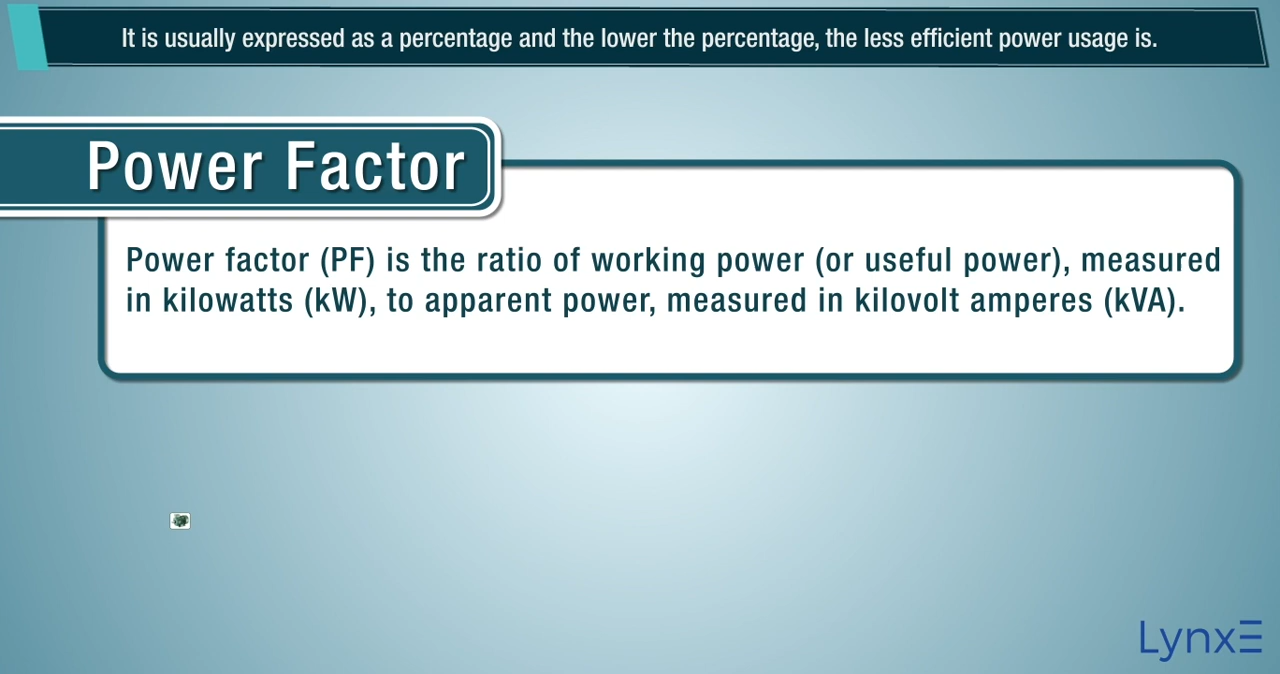 It is usually expressed as a percentage and the lower the percentage, the less efficient power usage is.
Power Factor
Power factor (PF) is the ratio of working power (or useful power), measured
in kilowatts (kW), to apparent power, measured in kilovolt amperes (kVA).
LynxE